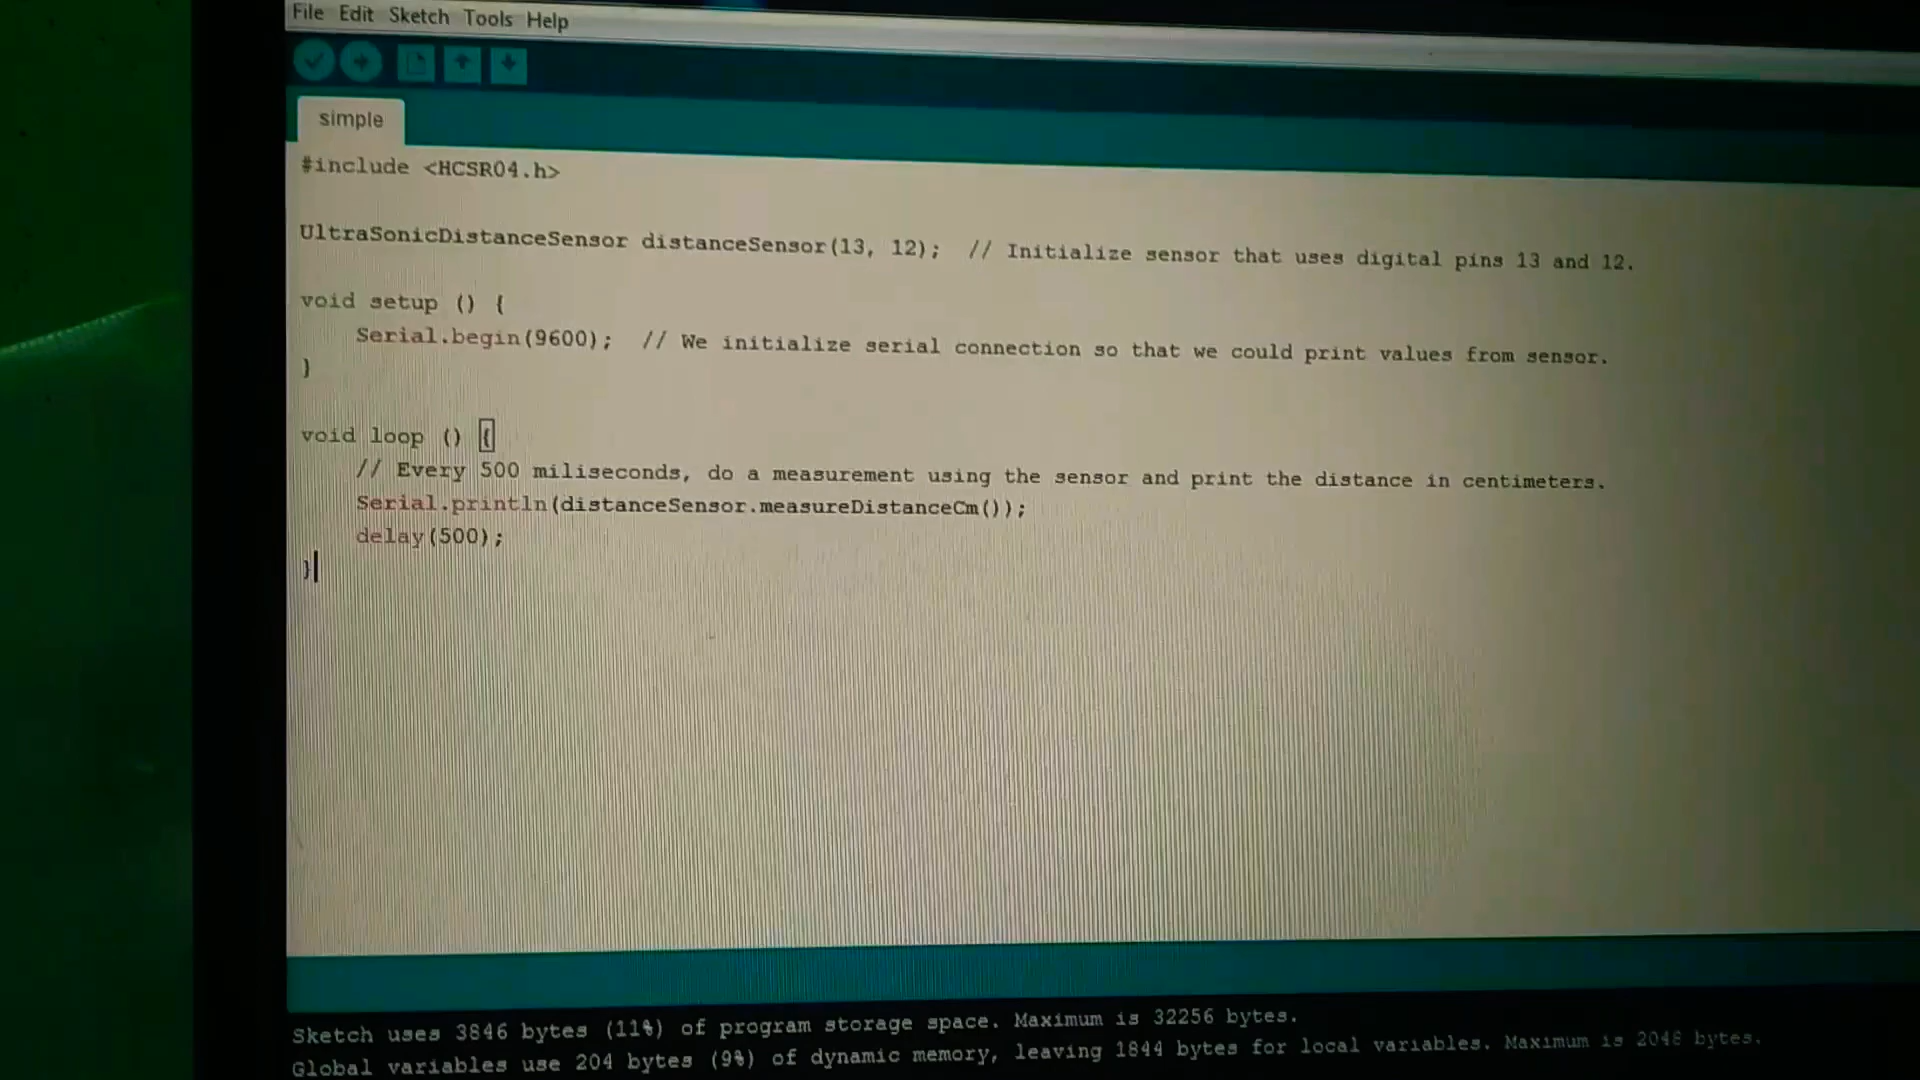 File Edit Sketch Tools Help
simple
#include <HCSR04.h>
UltraSonicDistanceSensor distanceSensor(13, 12);  // Initialize sensor that uses digital pins 13 and 12.
void setup () {
    Serial.begin(9600);  // We initialize serial connection so that we could print values from sensor.
}
void loop () {
    // Every 500 miliseconds, do a measurement using the sensor and print the distance in centimeters.
    Serial.println(distanceSensor.measureDistanceCm());
    delay(500);
}
Sketch uses 3846 bytes (11%) of program storage space. Maximum is 32256 bytes.
Global variables use 204 bytes (9%) of dynamic memory, leaving 1844 bytes for local variables. Maximum is 2048 bytes.